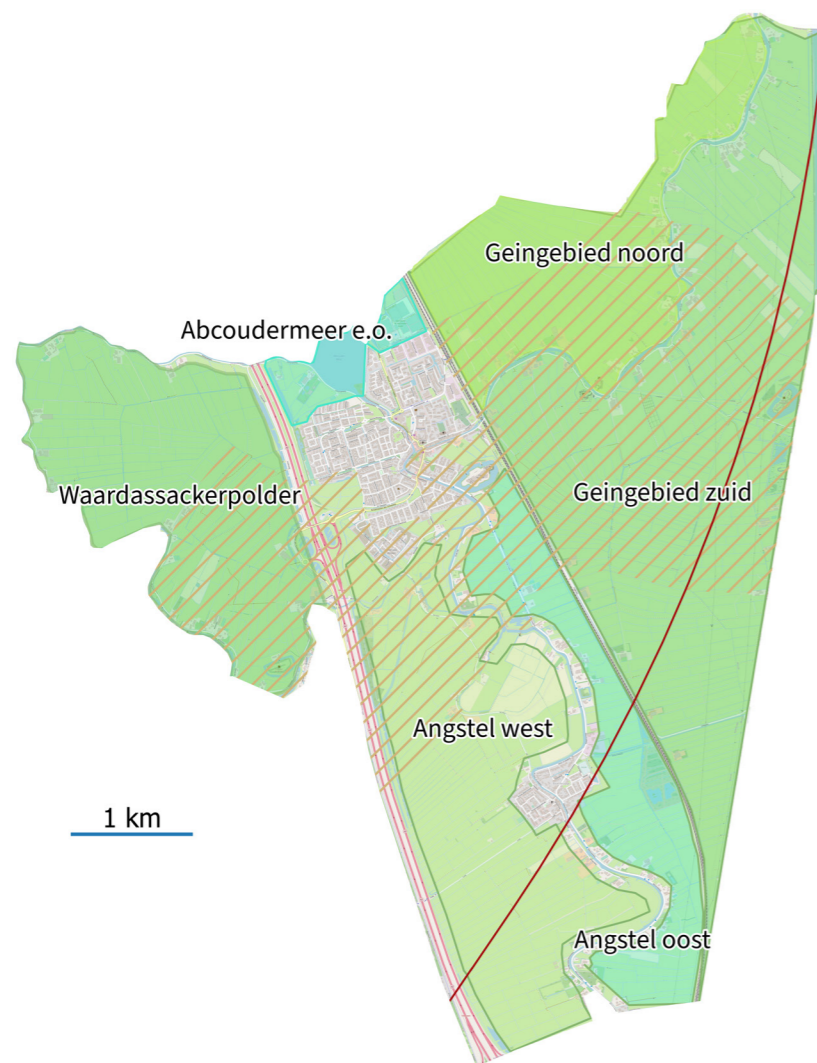 Geingebied noord
Abcoudermeer e.o.
Waardassackerpolder
Geingebied zuid
Angstel west
1 km
Angstel oost